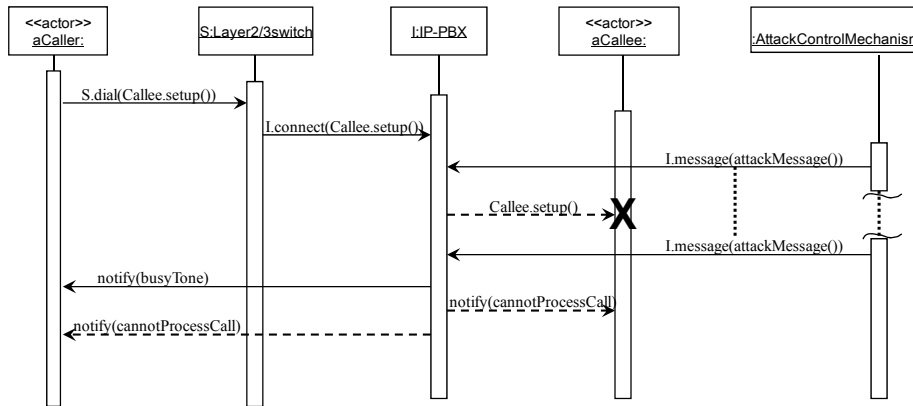 <<actor>>
aCaller:
S:Layer2/3switch
I:IP-PBX
<<actor>>
aCallee:
:AttackControlMechanism
S.dial(Callee.setup())
I.connect(Callee.setup())
I.message(attackMessage())
Callee.setup()
X
I.message(attackMessage())
notify(busyTone)
notify(cannotProcessCall)
notify(cannotProcessCall)